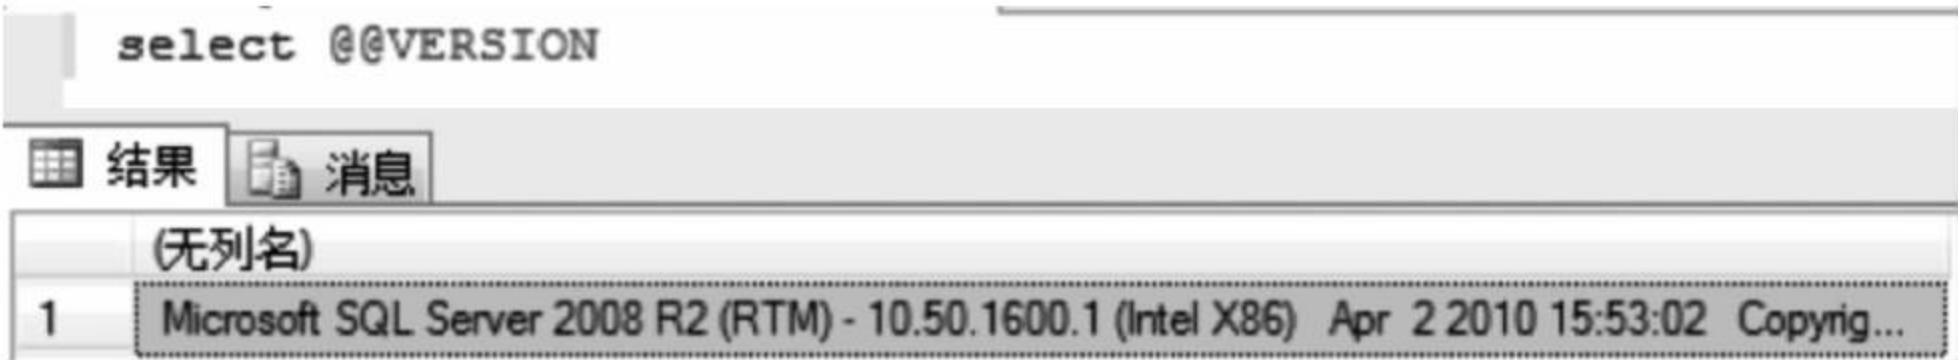 select @@VERSION
结果 消息
(无列名)
1 Microsoft SQL Server 2008 R2 (RTM) - 10.50.1600.1 (Intel X86) Apr 2 2010 15:53:02 Copyrig...